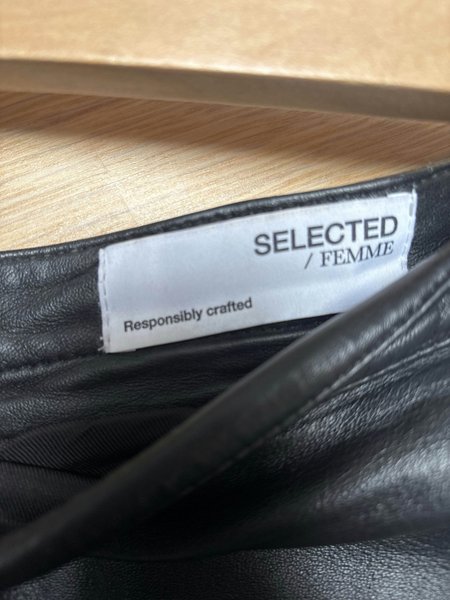 SELECTED
/ FEMME
Responsibly crafted